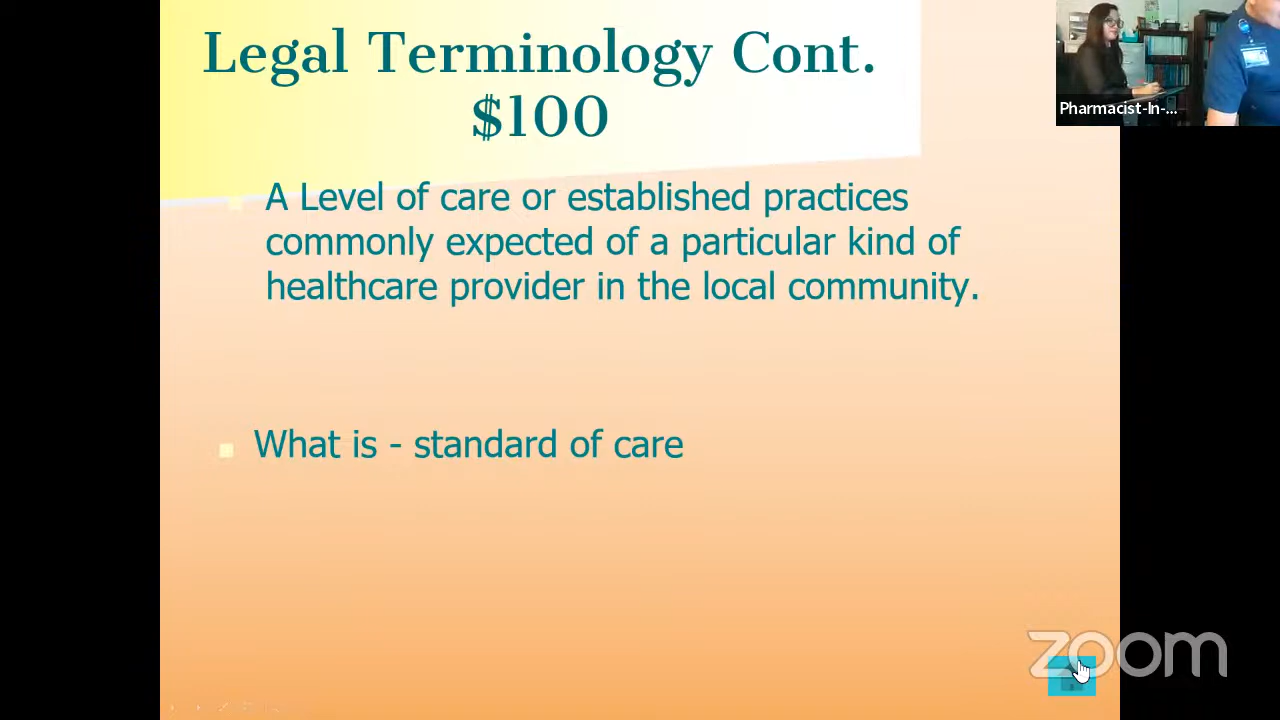 Legal Terminology Cont.
$100
A Level of care or established practices
commonly expected of a particular kind of
healthcare provider in the local community.
What is - standard of care
Pharmacist-In-...
zoom